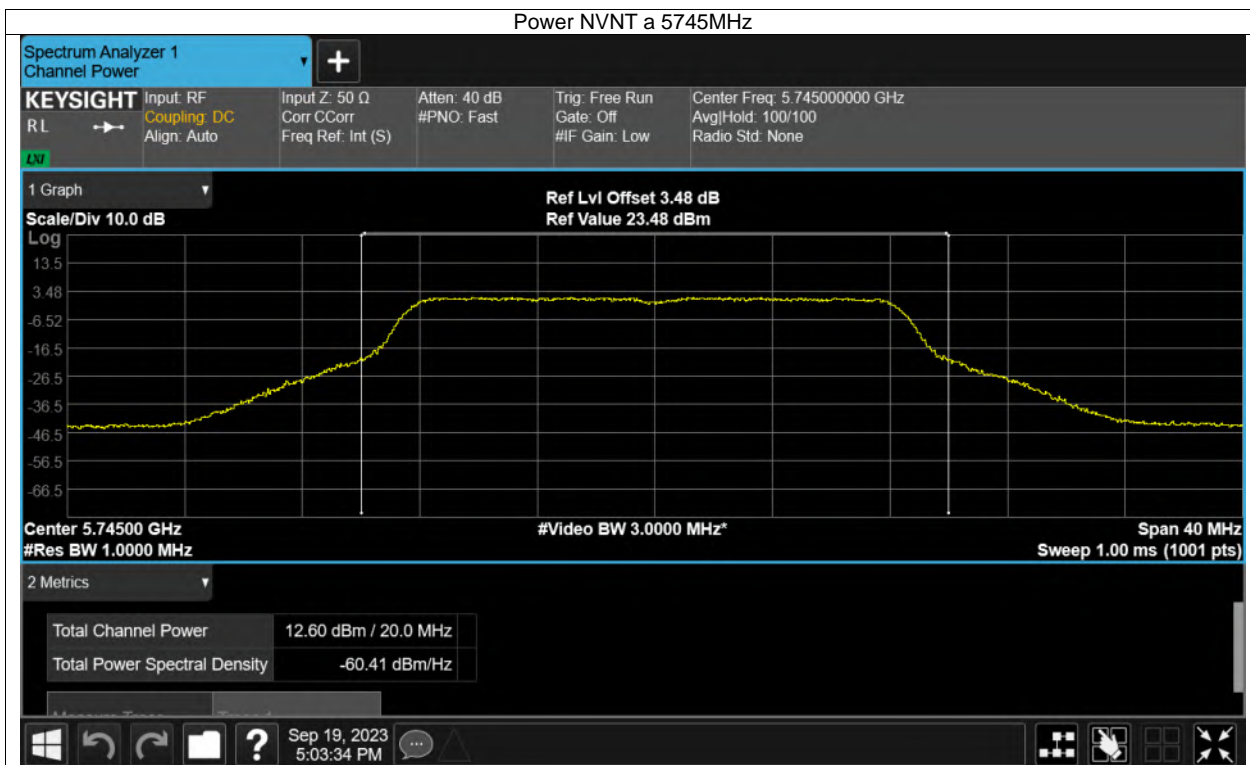 Power NVNT a 5745MHz
Spectrum Analyzer 1
Channel Power
+
KEYSIGHT
RL
LXI
Input: RF
Coupling: DC
Align: Auto
Input Z: 50 Ω
Corr CCorr
Freq Ref: Int (S)
Atten: 40 dB
#PNO: Fast
Trig: Free Run
Gate: Off
#IF Gain: Low
Center Freq: 5.745000000 GHz
Avg|Hold: 100/100
Radio Std: None
1 Graph
Scale/Div 10.0 dB
Ref Lvl Offset 3.48 dB
Ref Value 23.48 dBm
Log
13.5
3.48
-6.52
-16.5
-26.5
-36.5
-46.5
-56.5
-66.5
Center 5.74500 GHz
#Video BW 3.0000 MHz*
Span 40 MHz
#Res BW 1.0000 MHz
Sweep 1.00 ms (1001 pts)
2 Metrics
Total Channel Power 12.60 dBm / 20.0 MHz
Total Power Spectral Density -60.41 dBm/Hz
?
Sep 19, 2023
5:03:34 PM